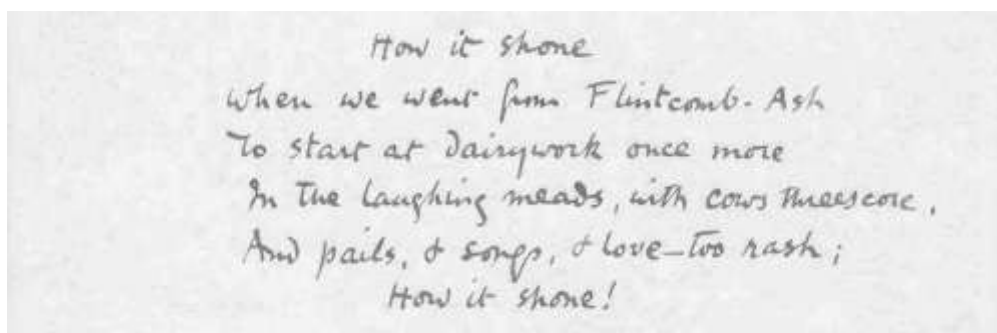 How it shone
When we went from Flintcomb-Ash
To start at Dairywork once more
In the laughing meads, with cows threescore,
And pails, & songs, & love—too rash;
How it shone!